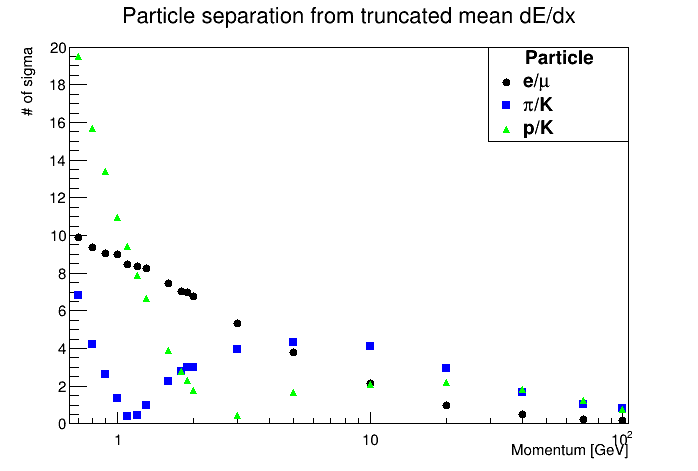 Particle separation from truncated mean dE/dx
# of sigma
20
18
16
14
12
10
8
6
4
2
0
Particle
e/μ
π/K
p/K
1
10
10²
Momentum [GeV]